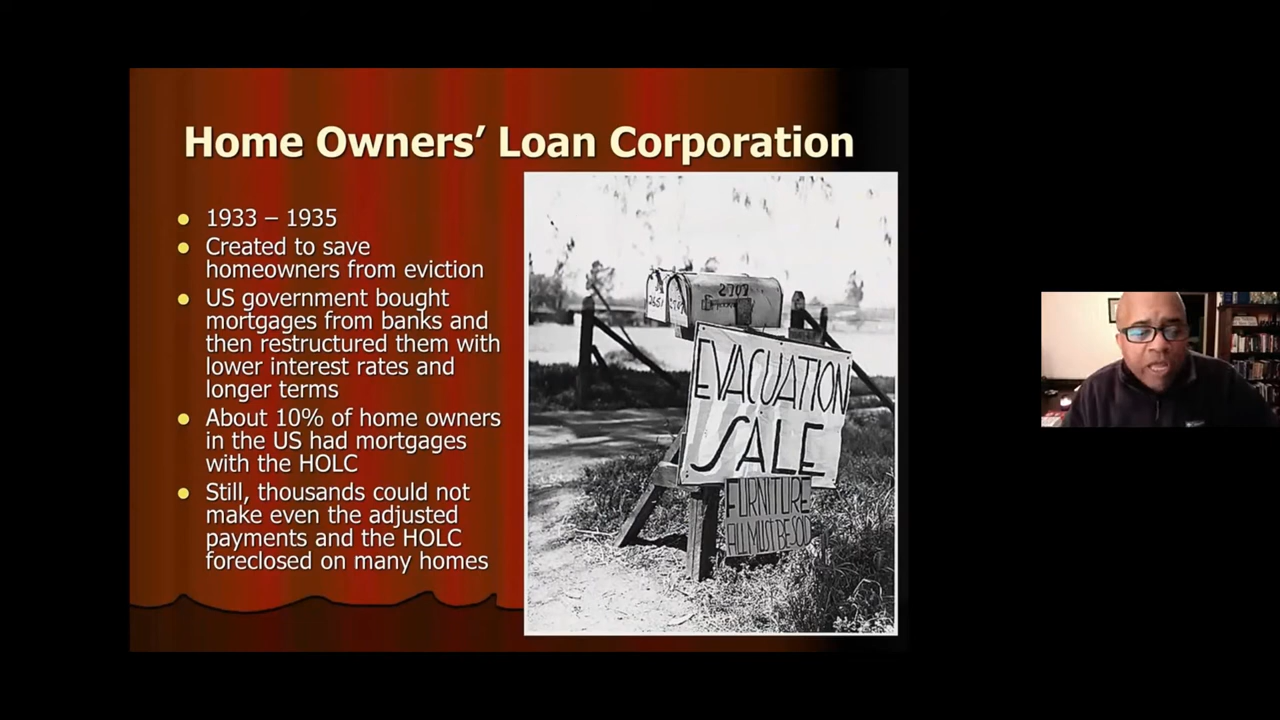 Home Owners’ Loan Corporation
1933 – 1935
Created to save
homeowners from eviction
US government bought
mortgages from banks and
then restructured them with
lower interest rates and
longer terms
About 10% of home owners
in the US had mortgages
with the HOLC
Still, thousands could not
make even the adjusted
payments and the HOLC
foreclosed on many homes
EVACUATION
SALE
FURNITURE
ALL MUST BE SOLD